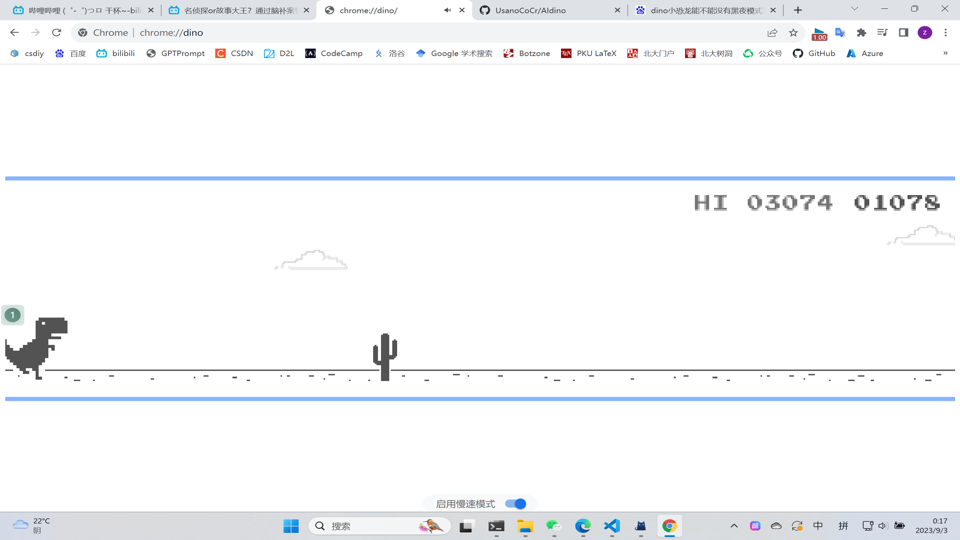 哔哩哔哩 (゜-゜)つロ 干杯~-bili
名侦探or故事大王？通过脑补案
chrome://dino/
UsanoCoCr/AIdino
dino小恐龙能不能没有黑夜模式
Chrome | chrome://dino
1.00
z
csdiy
百度
bilibili
GPTPrompt
CSDN
D2L
CodeCamp
洛谷
Google 学术搜索
Botzone
PKU LaTeX
北大门户
北大树洞
公众号
GitHub
Azure
»
HI 03074 01078
1
启用慢速模式
22°C
阴
搜索
中
拼
0:17
2023/9/3